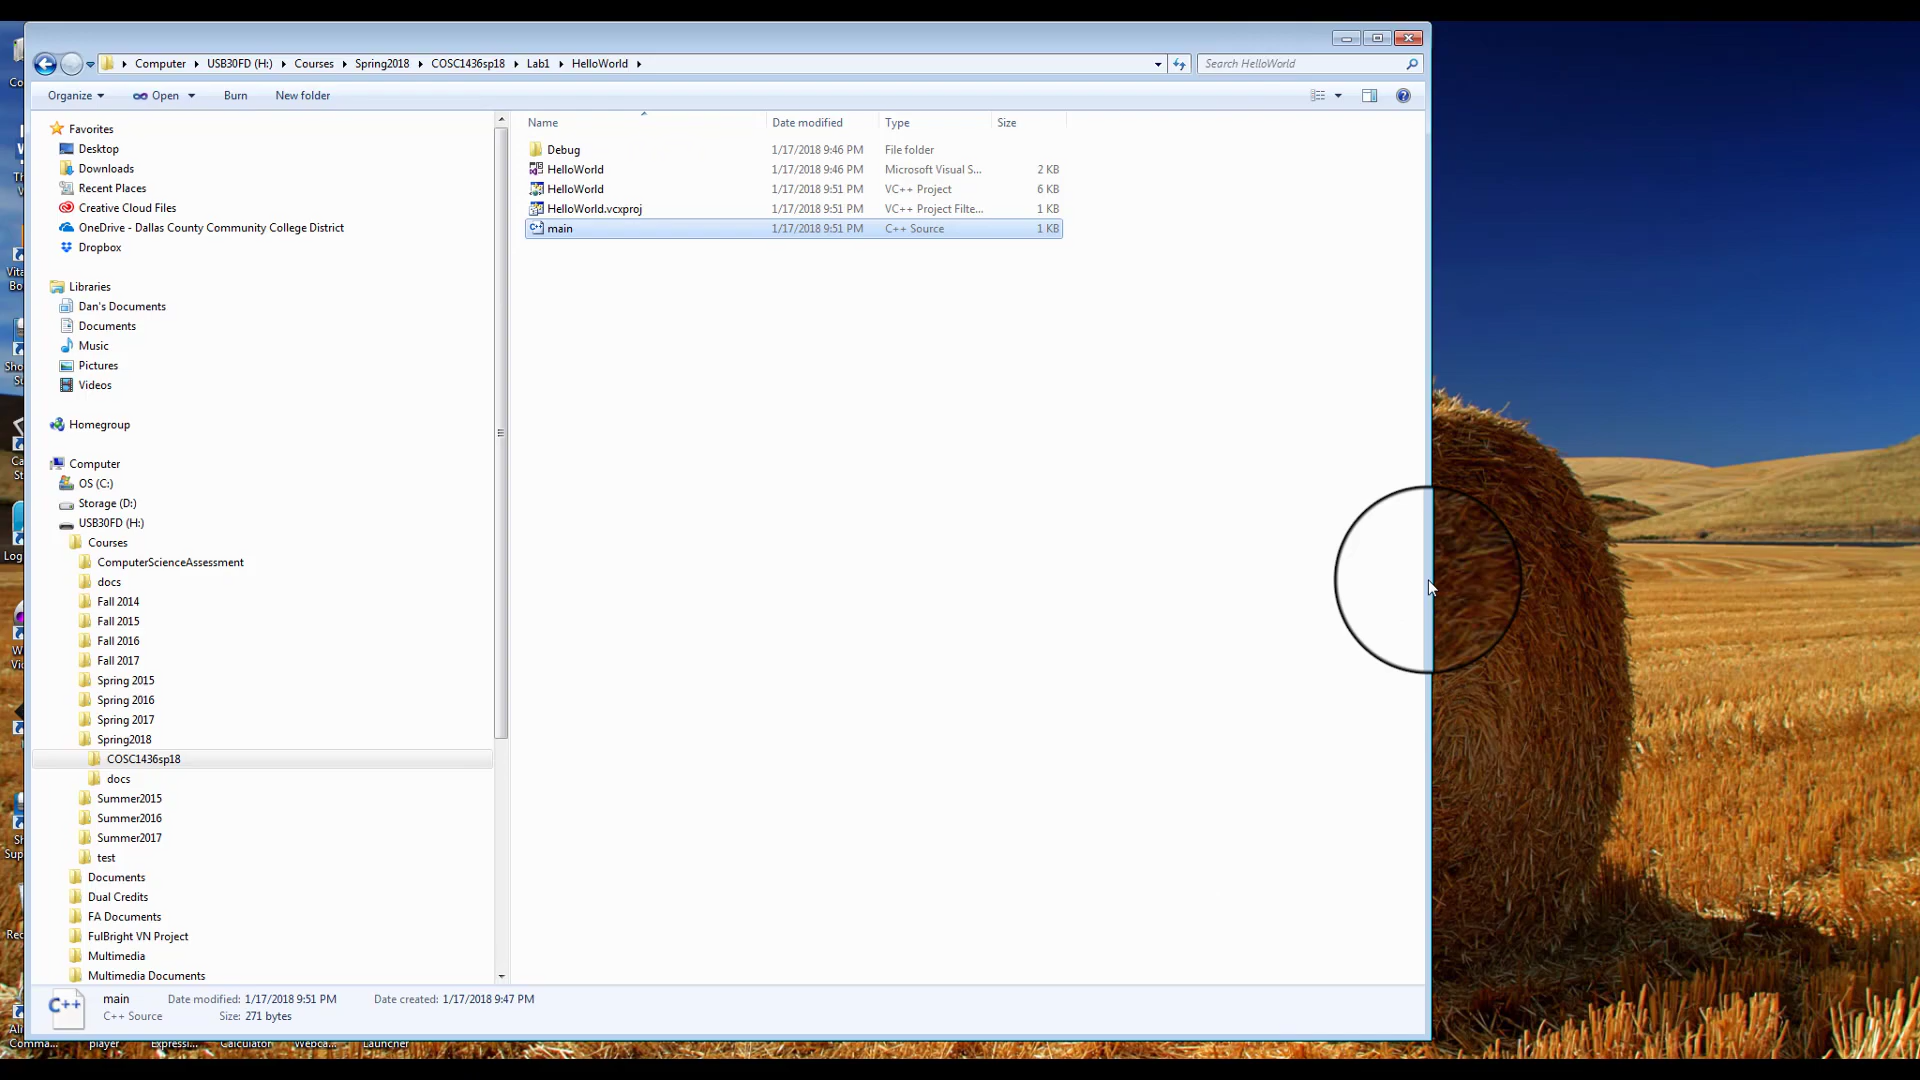 Computer USB30FD (H:) Courses Spring2018 COSC1436sp18 Lab1 HelloWorld
Search HelloWorld
Organize Open Burn New folder
Name Date modified Type Size
Debug 1/17/2018 9:46 PM File folder
HelloWorld 1/17/2018 9:46 PM Microsoft Visual S... 2 KB
HelloWorld 1/17/2018 9:51 PM VC++ Project 6 KB
HelloWorld.vcxproj 1/17/2018 9:51 PM VC++ Project Filte... 1 KB
main 1/17/2018 9:51 PM C++ Source 1 KB
Favorites
Desktop
Downloads
Recent Places
Creative Cloud Files
OneDrive - Dallas County Community College District
Dropbox
Libraries
Dan's Documents
Documents
Music
Pictures
Videos
Homegroup
Computer
OS (C:)
Storage (D:)
USB30FD (H:)
Courses
ComputerScienceAssessment
docs
Fall 2014
Fall 2015
Fall 2016
Fall 2017
Spring 2015
Spring 2016
Spring 2017
Spring2018
COSC1436sp18
docs
Summer2015
Summer2016
Summer2017
test
Documents
Dual Credits
FA Documents
FulBright VN Project
Multimedia
Multimedia Documents
C++
main Date modified: 1/17/2018 9:51 PM Date created: 1/17/2018 9:47 PM
C++ Source Size: 271 bytes
Comma... player Expressi... Calculator Webca... Launcher